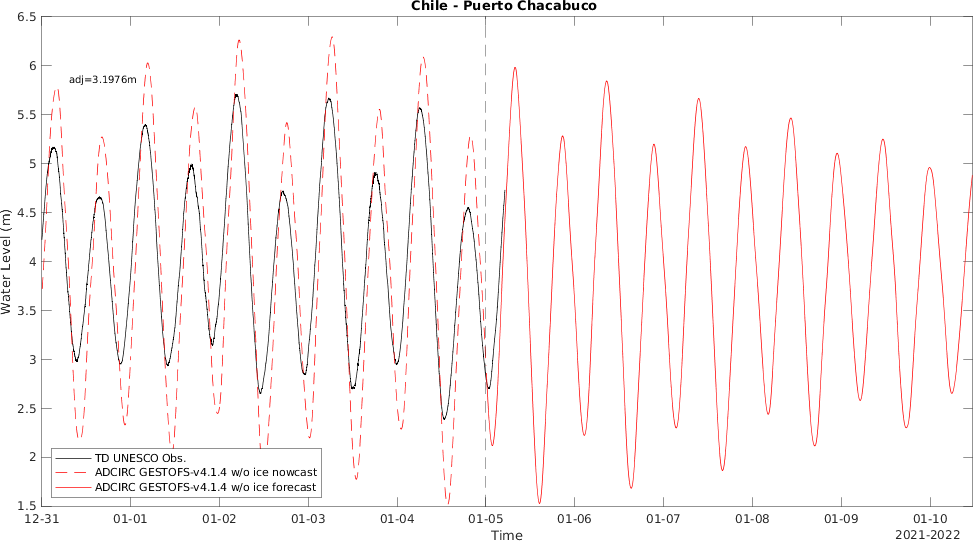 Chile - Puerto Chacabuco
6.5
6
5.5
5
4.5
4
3.5
3
2.5
2
1.5
Water Level (m)
adj=3.1976m
TD UNESCO Obs.
ADCIRC GESTOFS-v4.1.4 w/o ice nowcast
ADCIRC GESTOFS-v4.1.4 w/o ice forecast
12-31 01-01 01-02 01-03 01-04 01-05 01-06 01-07 01-08 01-09 01-10
Time
2021-2022